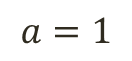 a = 1